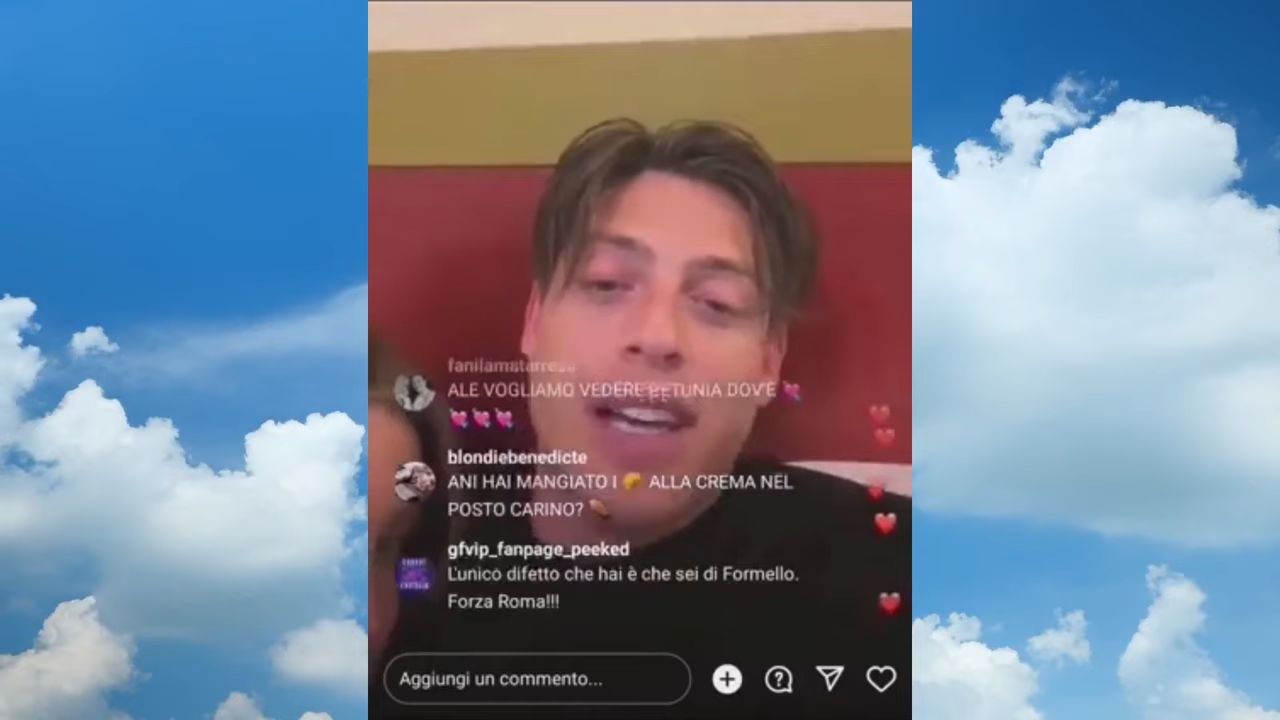 ALE VOGLIAMO VEDERE PETUNIA DOV'E
blondiebenedicte
ANI HAI MANGIATO I ALLA CREMA NEL
POSTO CARINO?
gfvip_fanpage_peeked
L'unico difetto che hai è che sei di Formello.
Forza Roma!!!
Aggiungi un commento...